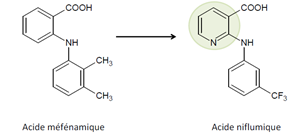 COOH
COOH
NH
N
NH
CH₃
CH₃
CF₃
Acide méfénamique
Acide niflumique